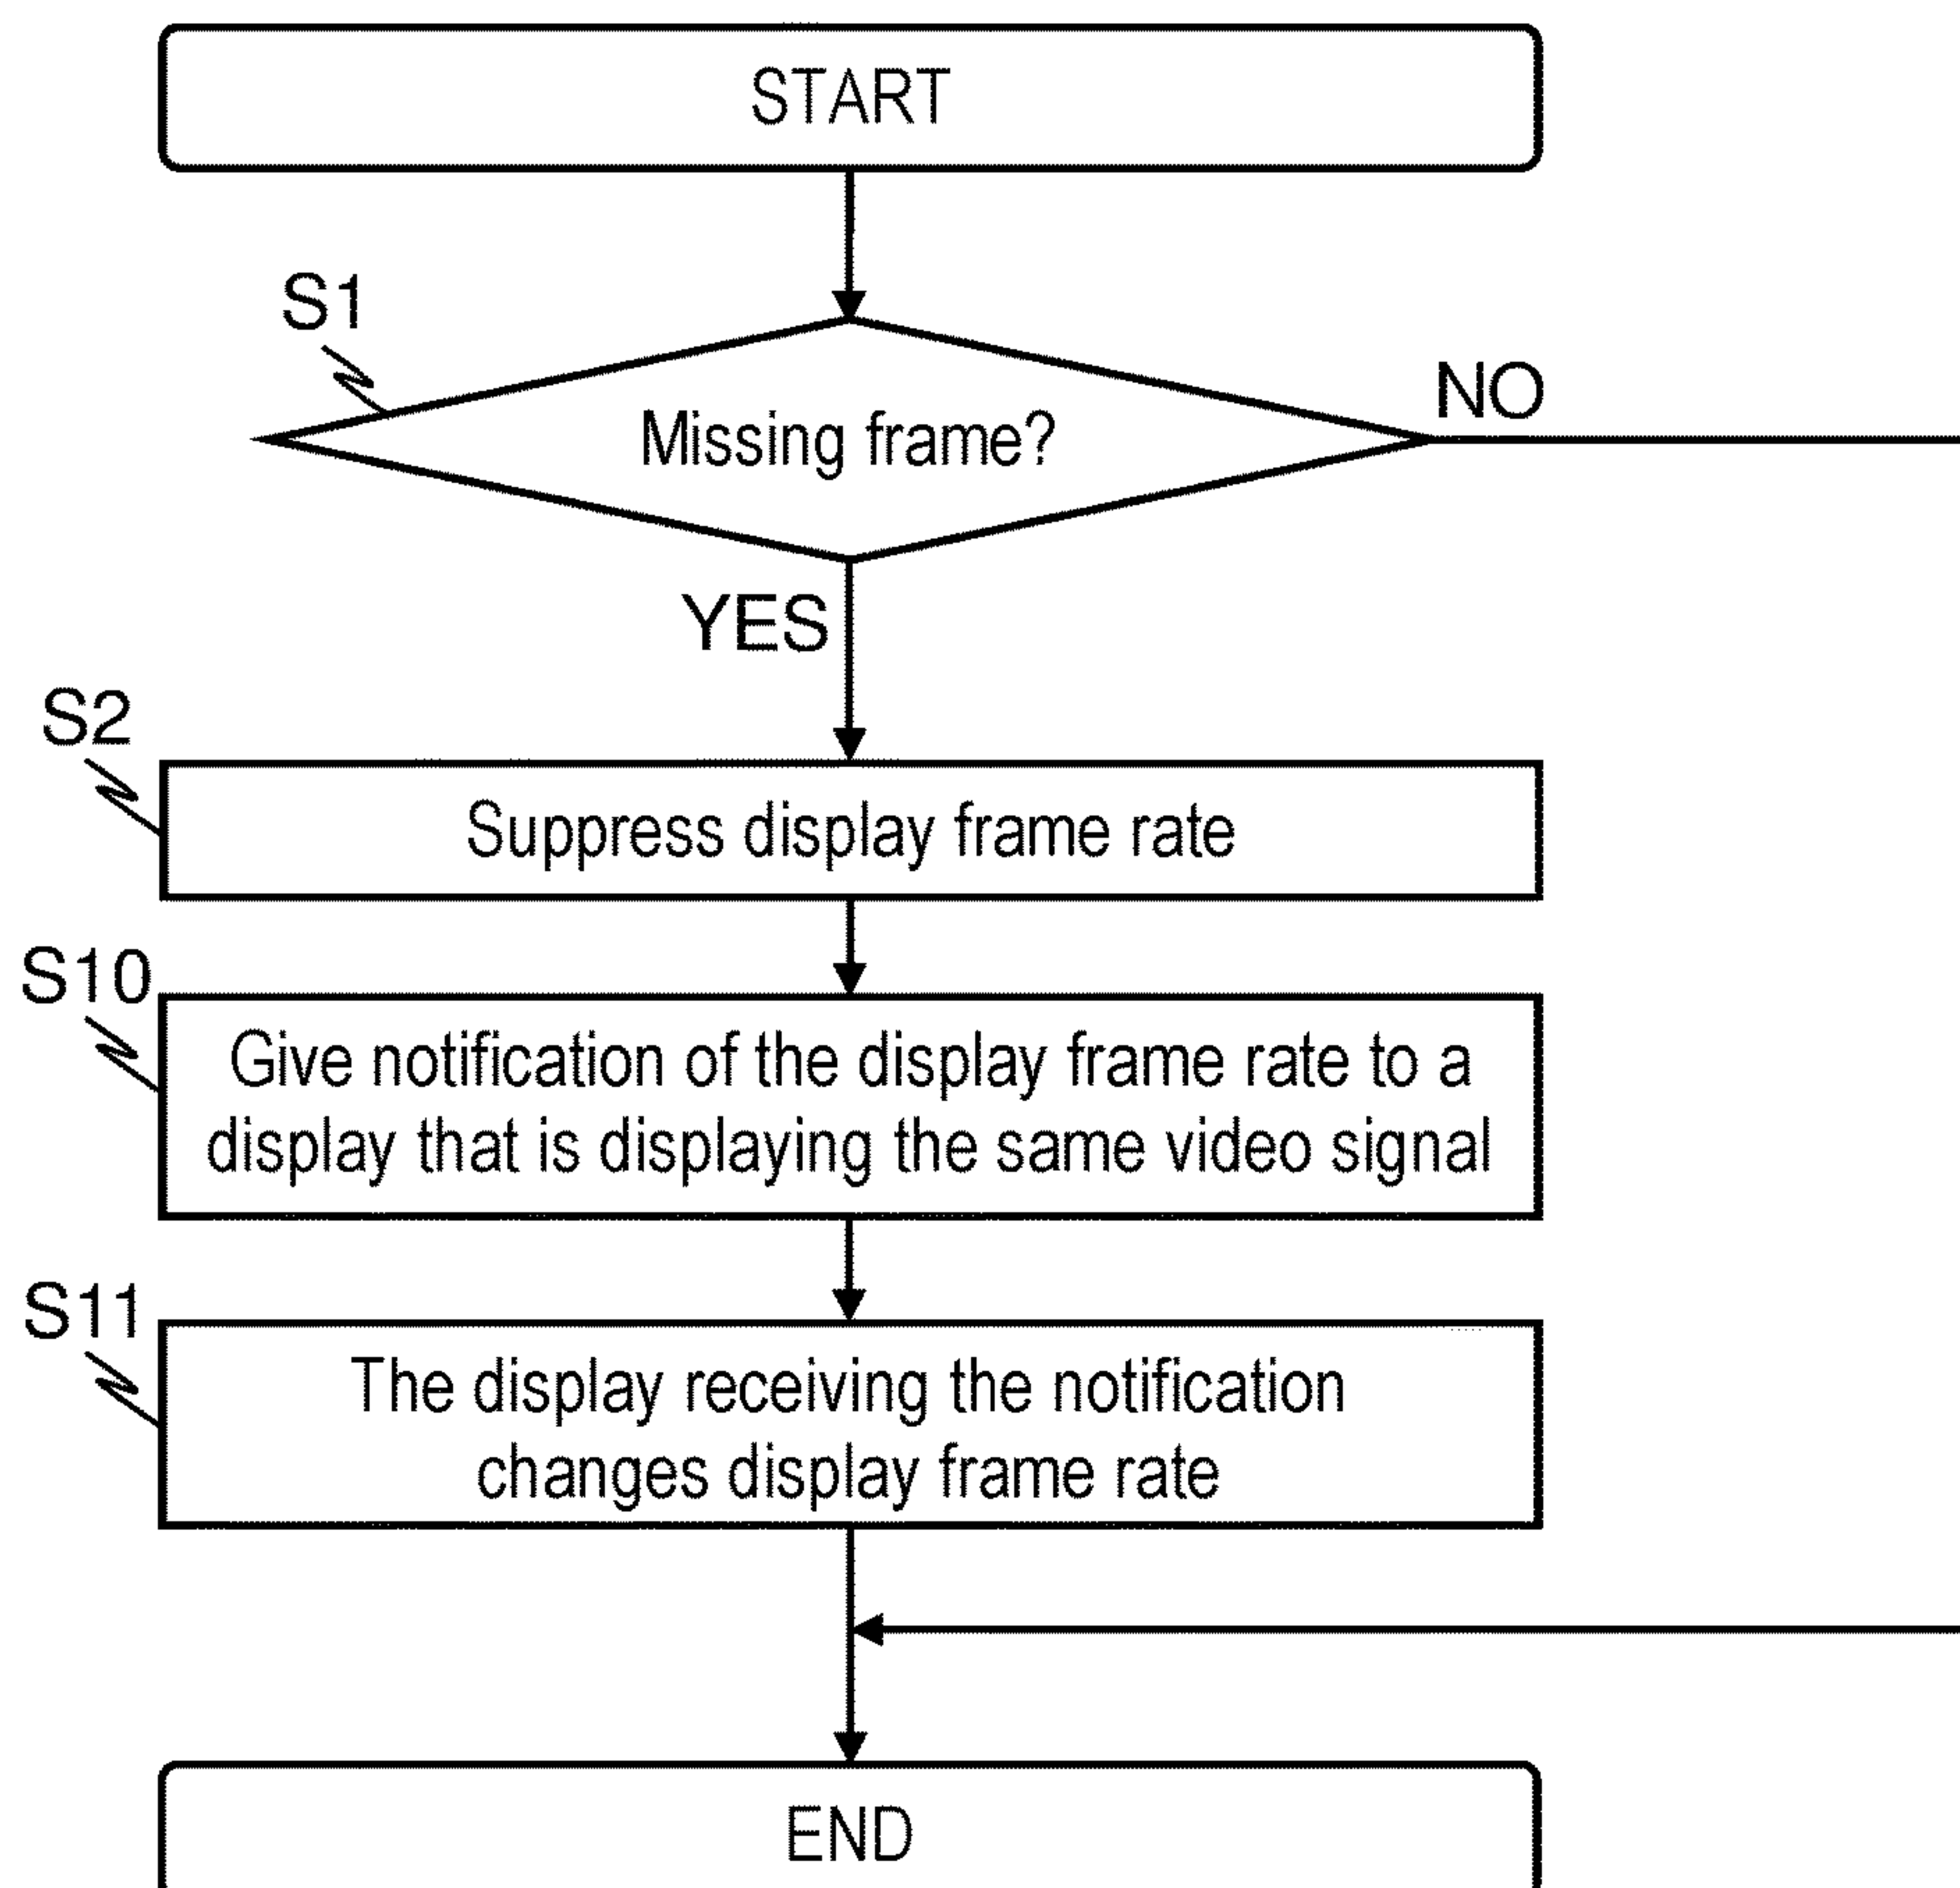 START
S1
NO
Missing frame?
YES
S2
Suppress display frame rate
S10
Give notification of the display frame rate to a
display that is displaying the same video signal
S11
The display receiving the notification
changes display frame rate
END